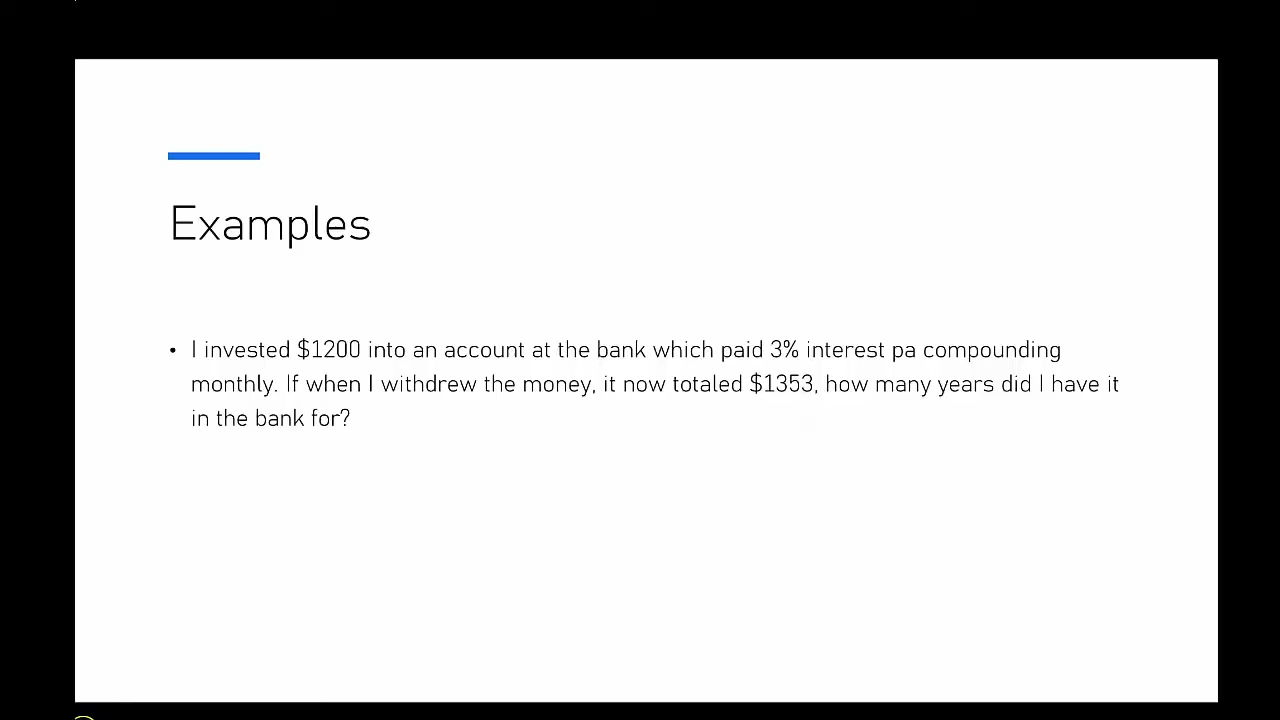 Examples
• I invested $1200 into an account at the bank which paid 3% interest pa compounding
monthly. If when I withdrew the money, it now totaled $1353, how many years did I have it
in the bank for?